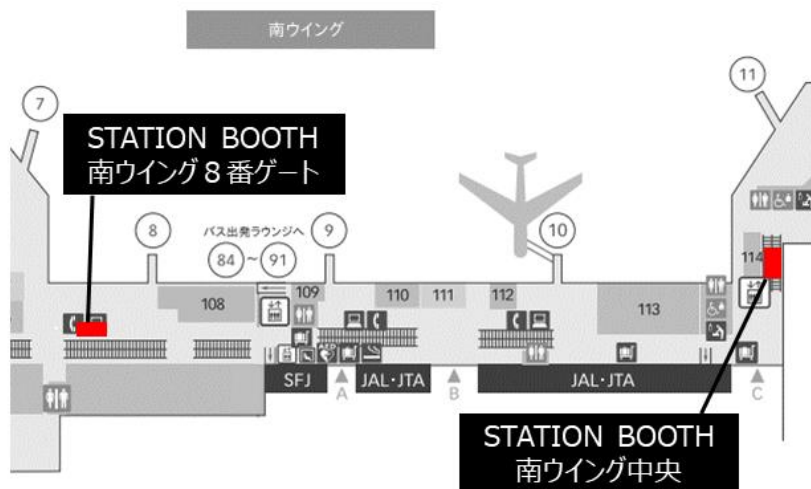 南ウイング
11
7
STATION BOOTH
南ウイング8番ゲート
8
バス出発ラウンジへ
84～91
9
10
114
108
109
110
111
112
113
SFJ
A
JAL・JTA
B
JAL・JTA
C
STATION BOOTH
南ウイング中央